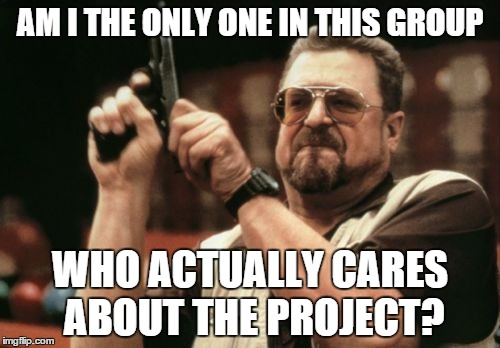 AM I THE ONLY ONE IN THIS GROUP
WHO ACTUALLY CARES
ABOUT THE PROJECT?
imgflip.com